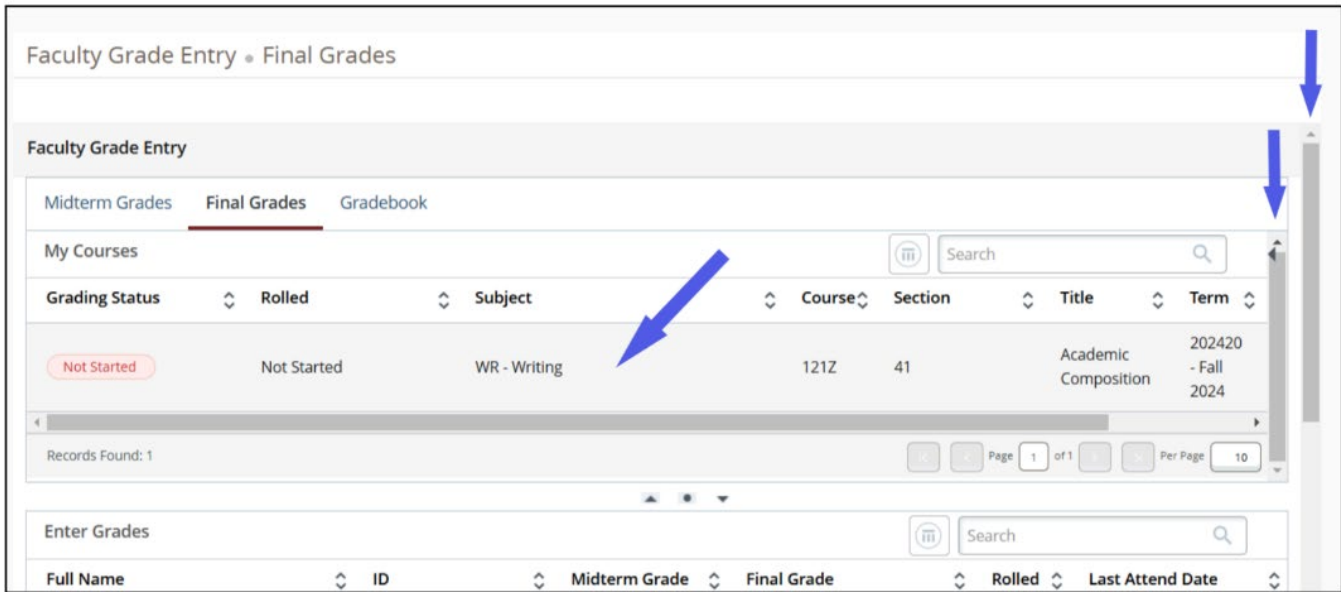 Faculty Grade Entry • Final Grades
Faculty Grade Entry
Midterm Grades Final Grades Gradebook
My Courses Search
Grading Status Rolled Subject Course Section Title Term
Not Started Not Started WR - Writing 121Z 41 Academic Composition 202420 - Fall 2024
Records Found: 1 Page 1 of 1 Per Page 10
Enter Grades Search
Full Name ID Midterm Grade Final Grade Rolled Last Attend Date